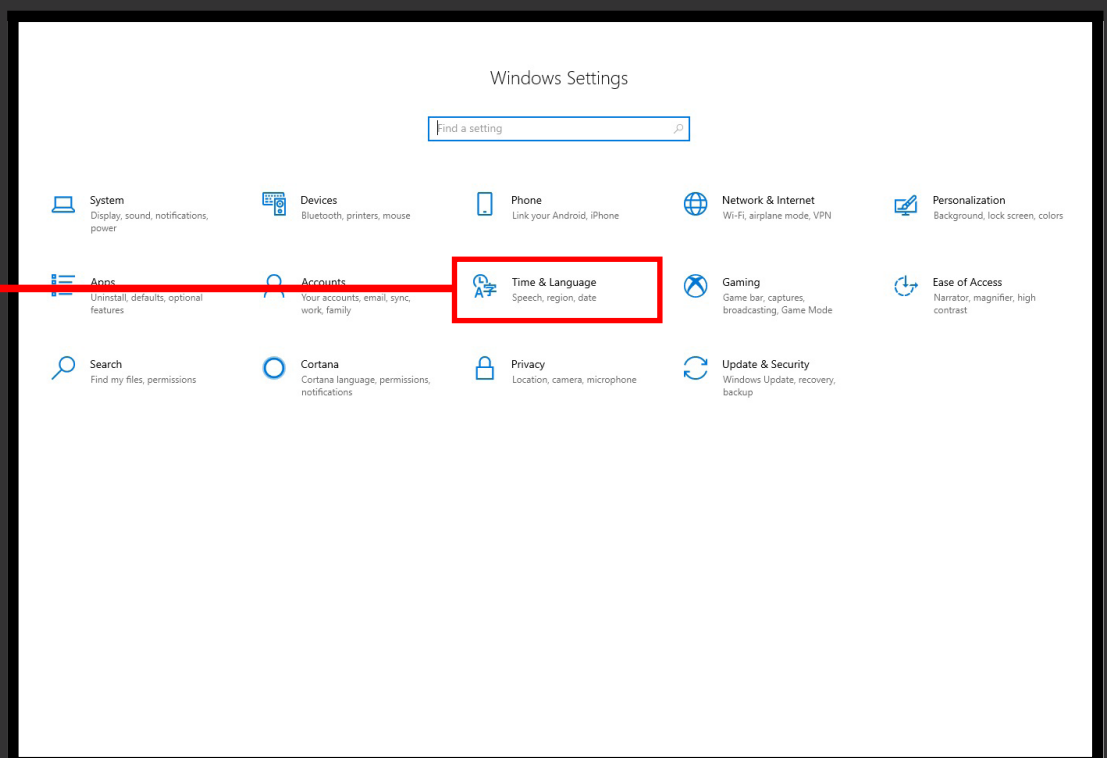 Windows Settings
Find a setting
System
Display, sound, notifications,
power
Devices
Bluetooth, printers, mouse
Phone
Link your Android, iPhone
Network & Internet
Wi-Fi, airplane mode, VPN
Personalization
Background, lock screen, colors
Apps
Uninstall, defaults, optional
features
Accounts
Your accounts, email, sync,
work, family
Time & Language
Speech, region, date
Gaming
Game bar, captures,
broadcasting, Game Mode
Ease of Access
Narrator, magnifier, high
contrast
Search
Find my files, permissions
Cortana
Cortana language, permissions,
notifications
Privacy
Location, camera, microphone
Update & Security
Windows Update, recovery,
backup